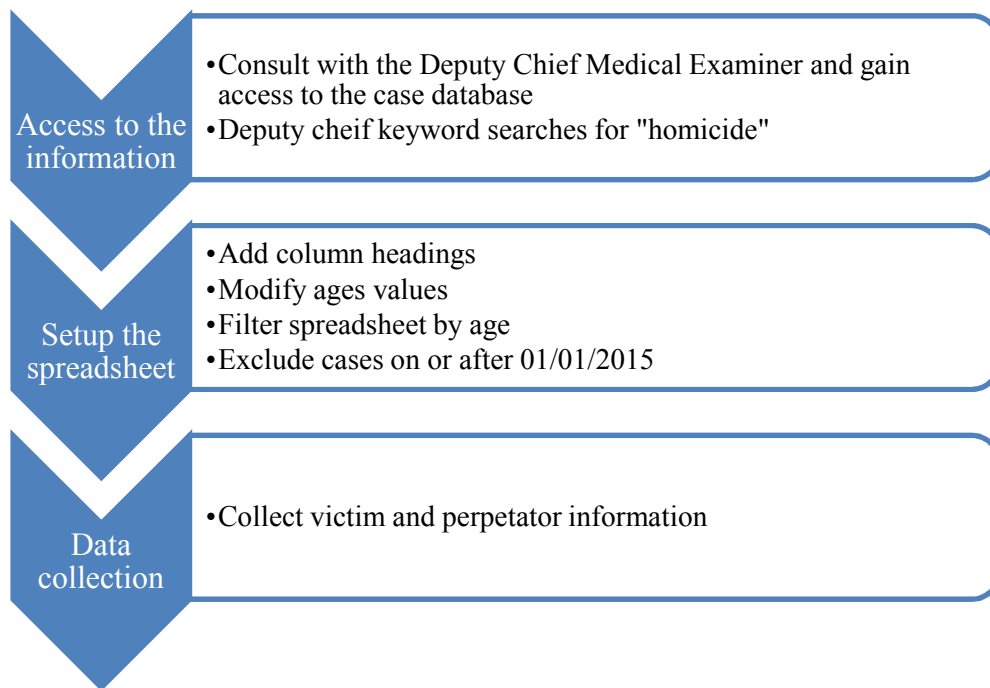 Access to the
information
•Consult with the Deputy Chief Medical Examiner and gain
access to the case database
•Deputy cheif keyword searches for "homicide"
Setup the
spreadsheet
•Add column headings
•Modify ages values
•Filter spreadsheet by age
•Exclude cases on or after 01/01/2015
Data
collection
•Collect victim and perpetator information